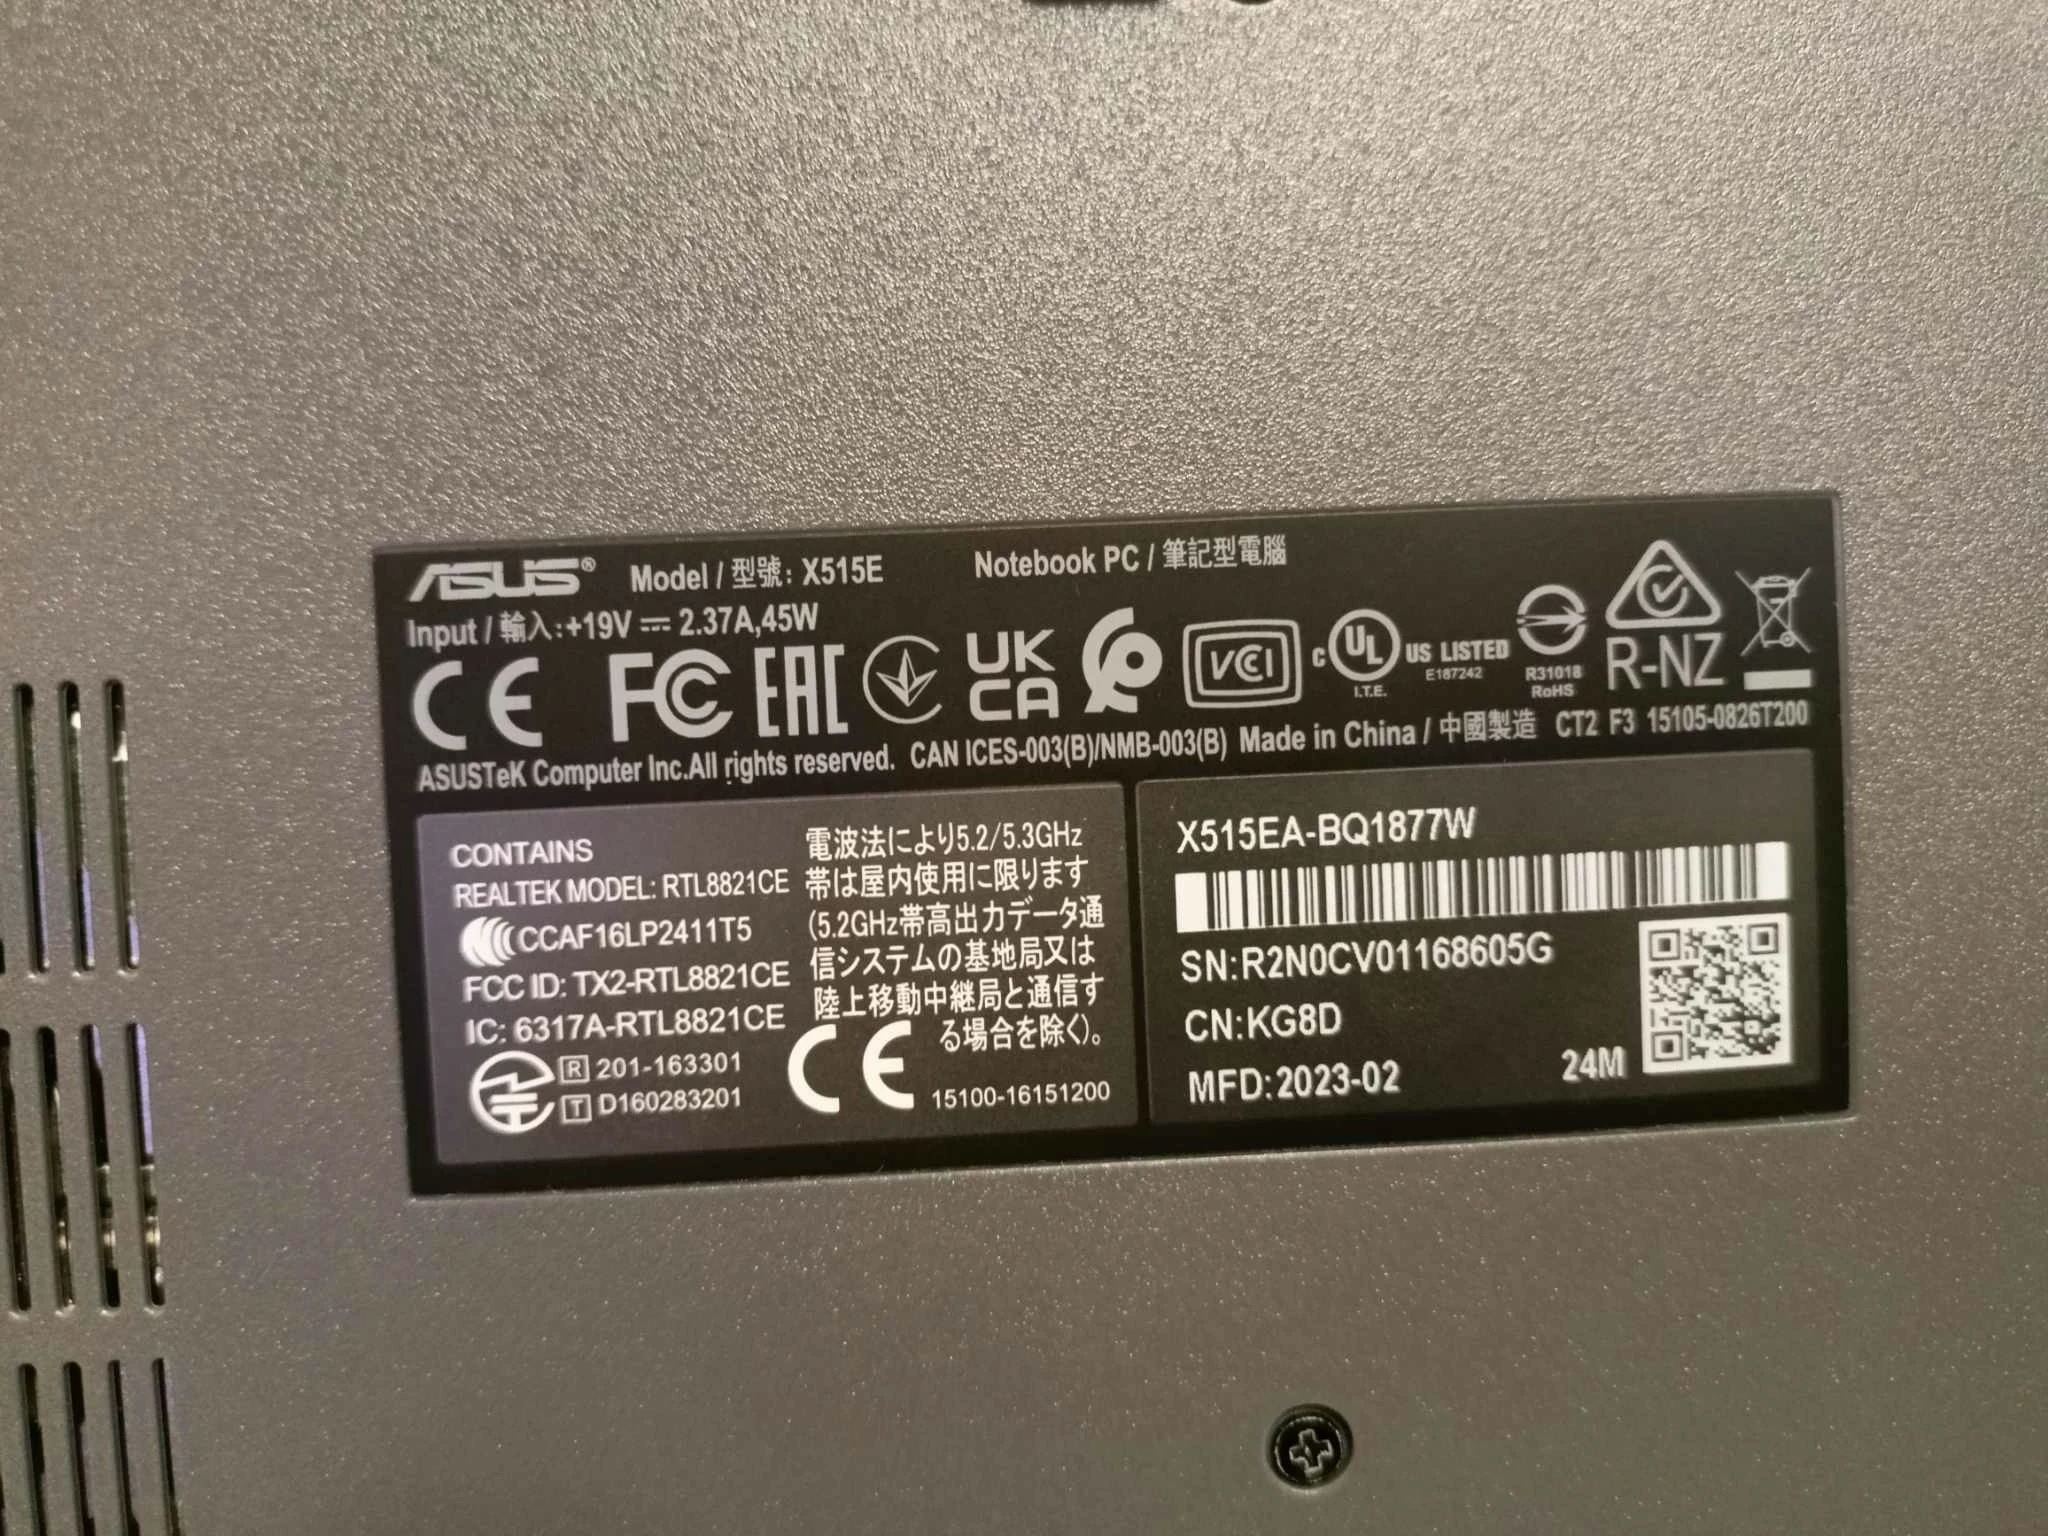 ASUS® Model / 型號: X515E Notebook PC / 筆記型電腦
Input / 輸入:+19V ⎓ 2.37A,45W
CE FC EAC UK CA VCI c UL US LISTED I.T.E. E187242 R31018 RoHS R-NZ
ASUSTeK Computer Inc.All rights reserved. CAN ICES-003(B)/NMB-003(B) Made in China / 中國製造 CT2 F3 15105-0826T200
CONTAINS
REALTEK MODEL: RTL8821CE
CCAF16LP2411T5
FCC ID: TX2-RTL8821CE
IC: 6317A-RTL8821CE
R 201-163301
T D160283201
電波法により5.2/5.3GHz
帯は屋内使用に限ります
(5.2GHz帯高出力データ通
信システムの基地局又は
陸上移動中継局と通信す
る場合を除く)。
CE 15100-16151200
X515EA-BQ1877W
SN:R2N0CV01168605G
CN:KG8D
MFD:2023-02 24M